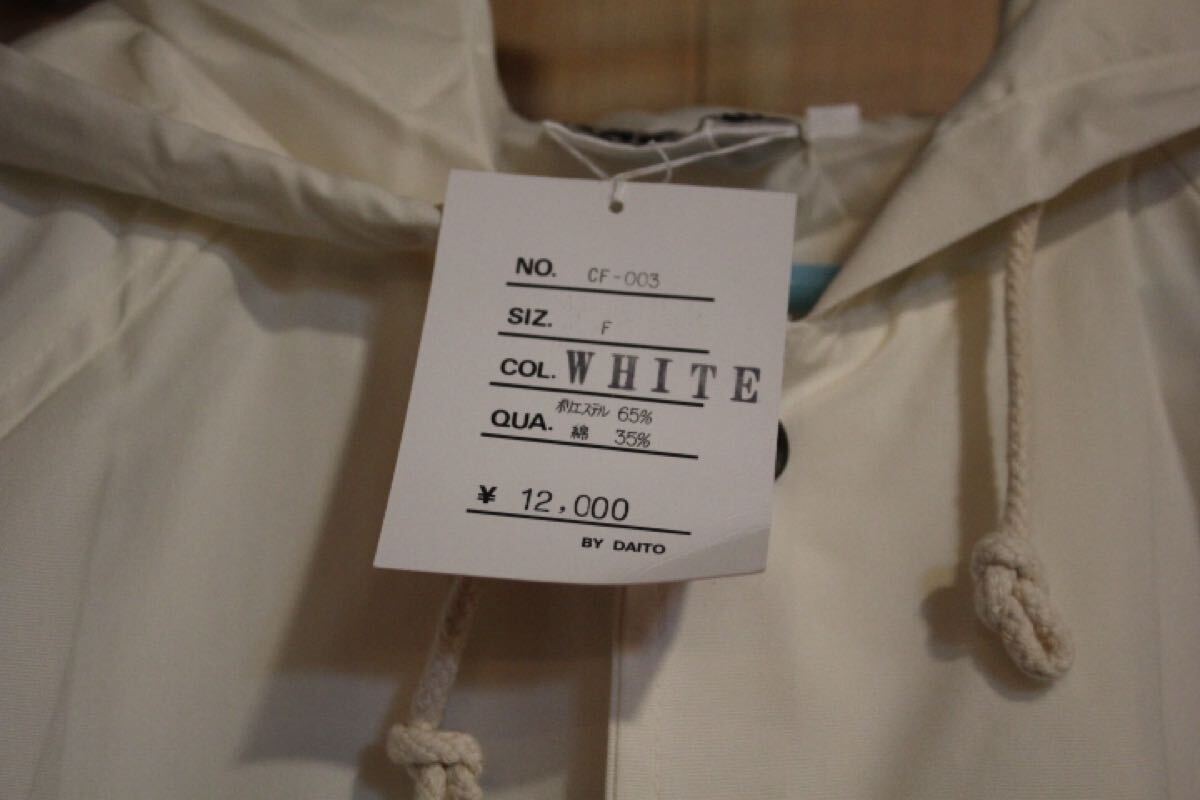 NO. CF-003
SIZ. F
COL. WHITE
QUA. ポリエステル 65%
綿 35%
¥ 12,000
BY DAITO